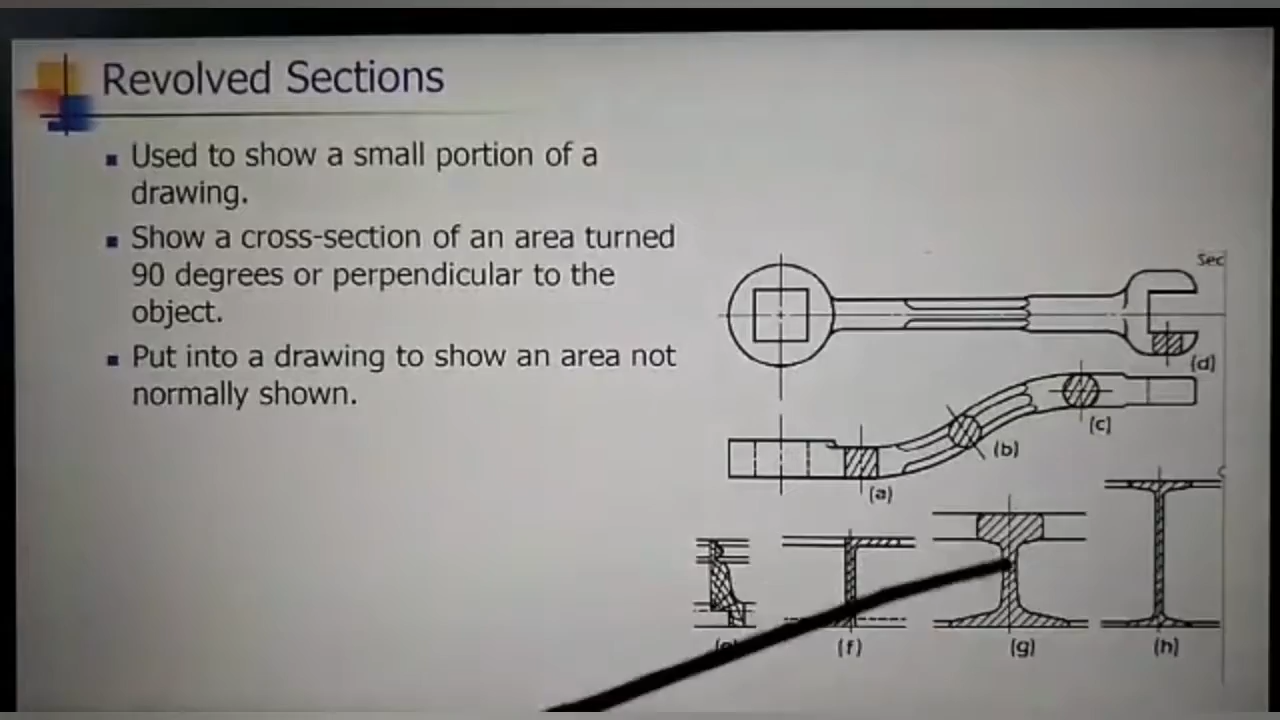 Revolved Sections
Used to show a small portion of a
drawing.
Show a cross-section of an area turned
90 degrees or perpendicular to the
object.
Put into a drawing to show an area not
normally shown.
Sec
(d)
(c)
(b)
(a)
(f)
(g)
(h)